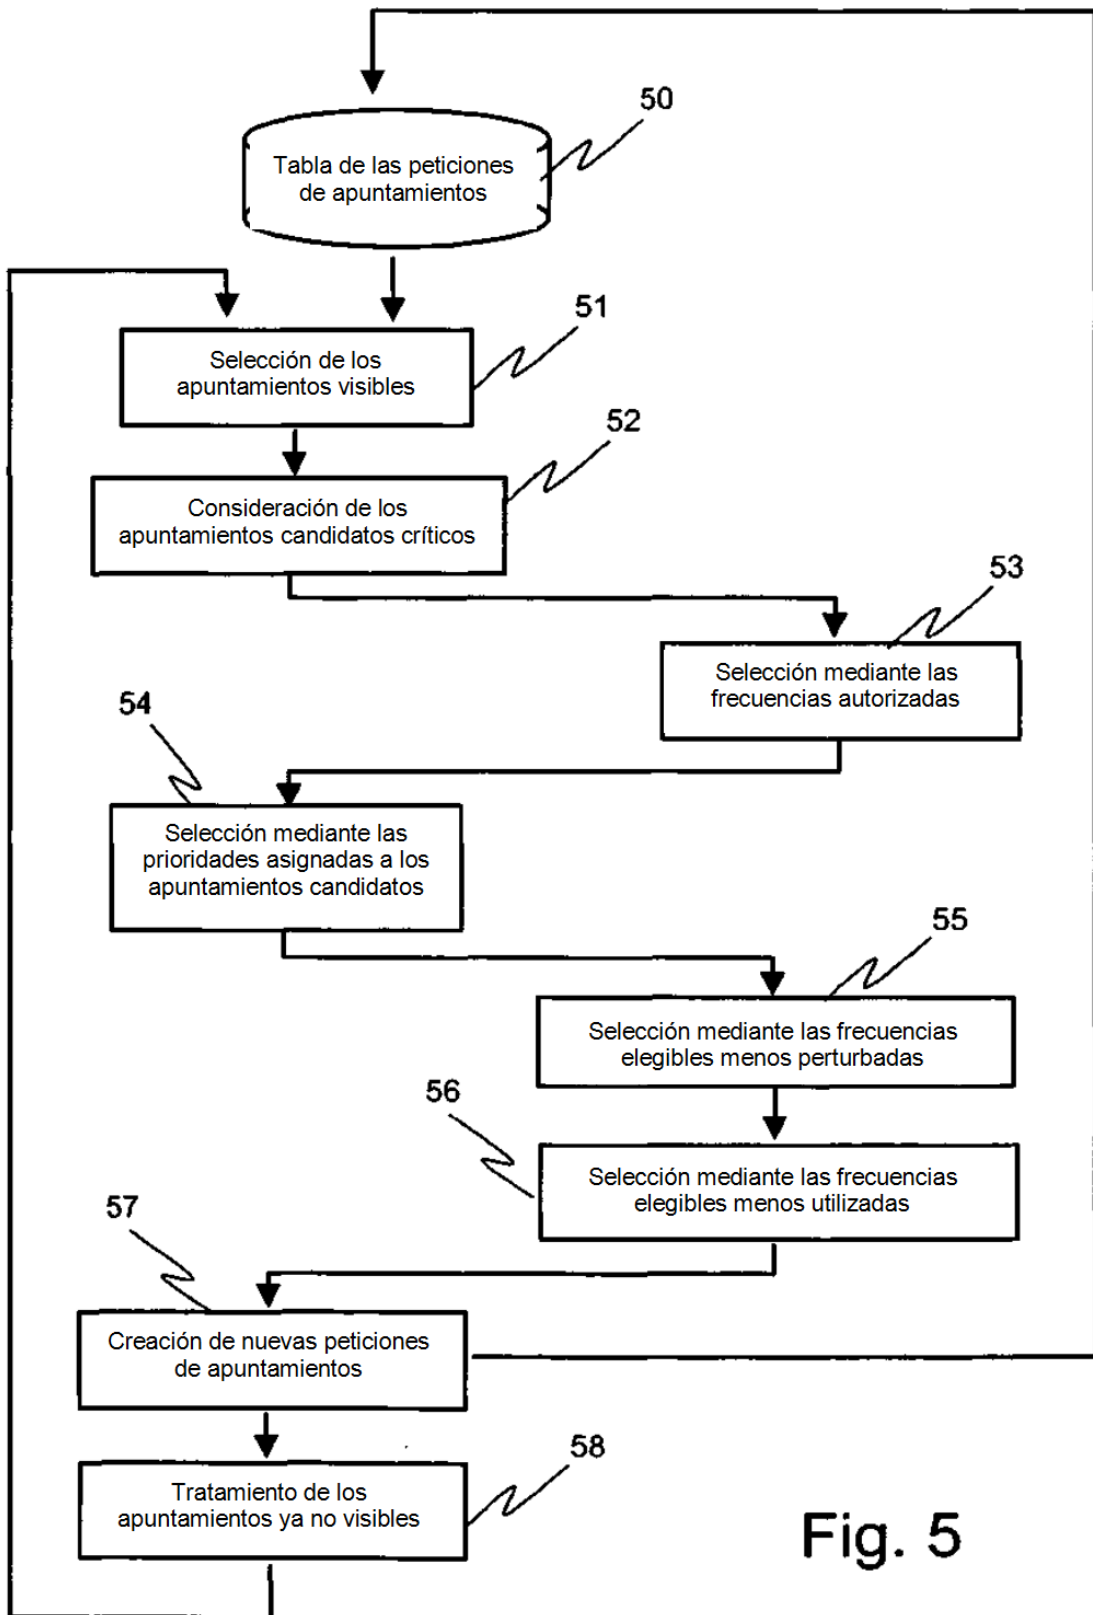 50
Tabla de las peticiones
de apuntamientos
51
Selección de los
apuntamientos visibles
52
Consideración de los
apuntamientos candidatos críticos
53
Selección mediante las
frecuencias autorizadas
54
Selección mediante las
prioridades asignadas a los
apuntamientos candidatos
55
Selección mediante las frecuencias
elegibles menos perturbadas
56
Selección mediante las frecuencias
elegibles menos utilizadas
57
Creación de nuevas peticiones
de apuntamientos
58
Tratamiento de los
apuntamientos ya no visibles
Fig. 5